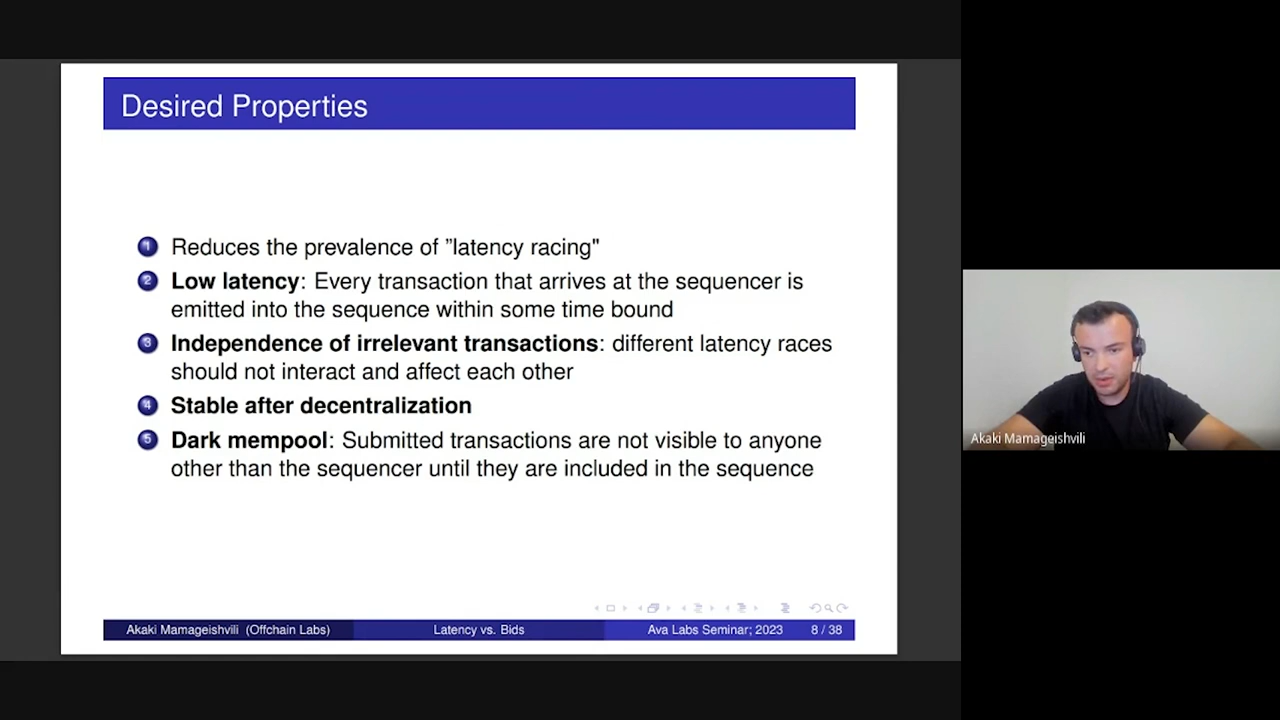 Desired Properties
1 Reduces the prevalence of "latency racing"
2 Low latency: Every transaction that arrives at the sequencer is
emitted into the sequence within some time bound
3 Independence of irrelevant transactions: different latency races
should not interact and affect each other
4 Stable after decentralization
5 Dark mempool: Submitted transactions are not visible to anyone
other than the sequencer until they are included in the sequence
Akaki Mamageishvili (Offchain Labs)
Latency vs. Bids
Ava Labs Seminar; 2023
8 / 38
Akaki Mamageishvili